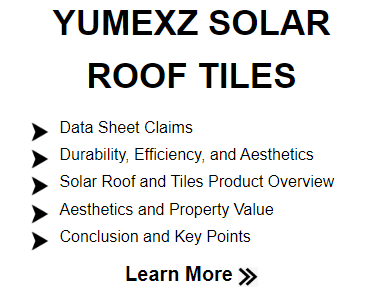 YUMEXZ SOLAR
ROOF TILES
Data Sheet Claims
Durability, Efficiency, and Aesthetics
Solar Roof and Tiles Product Overview
Aesthetics and Property Value
Conclusion and Key Points
Learn More